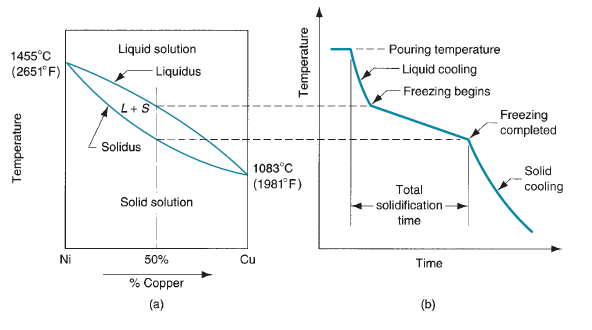 1455°C
(2651°F)
Liquid solution
Liquidus
L + S
Solidus
1083°C
(1981°F)
Solid solution
Temperature
Ni
50%
Cu
% Copper
(a)
Temperature
Pouring temperature
Liquid cooling
Freezing begins
Freezing
completed
Solid
cooling
Total
solidification
time
Time
(b)